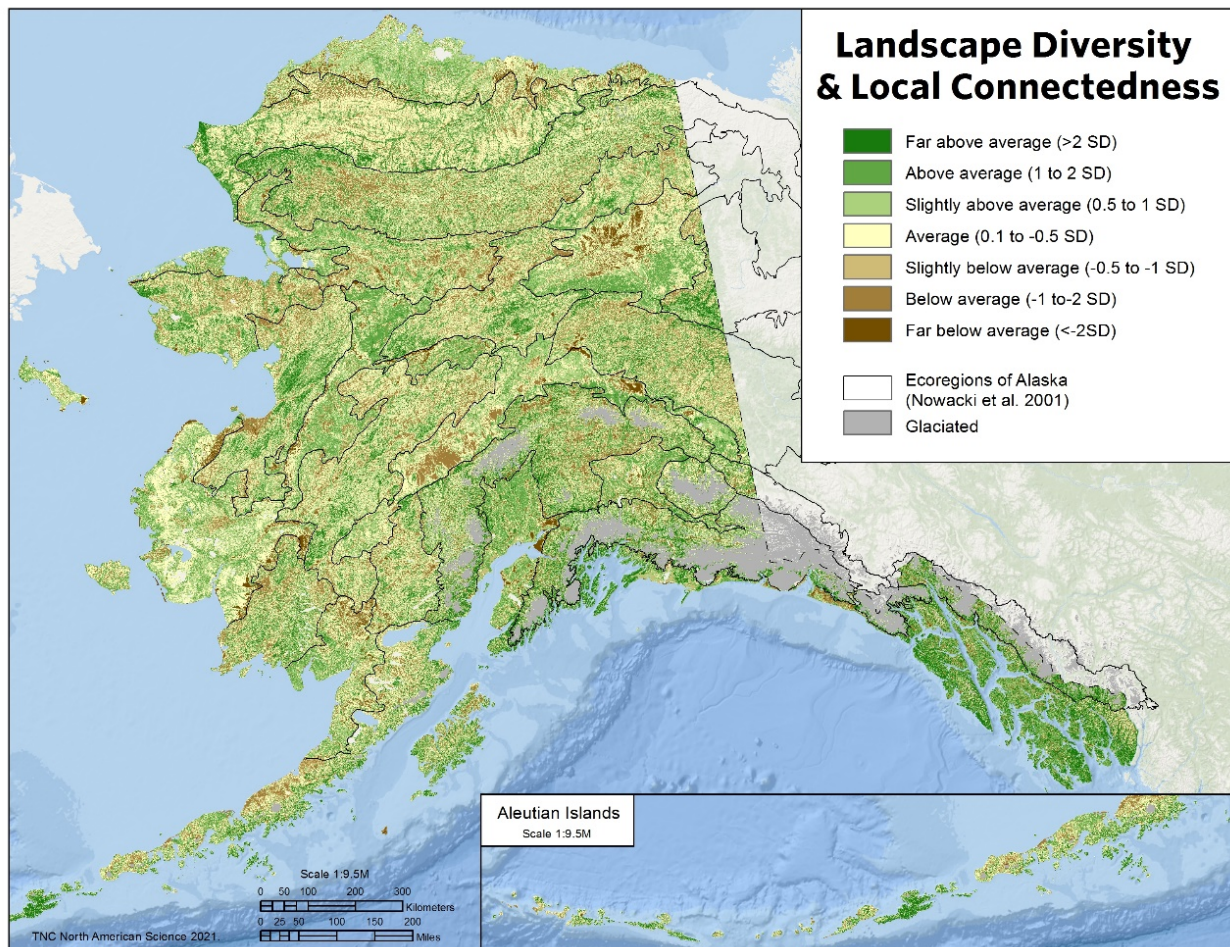 Landscape Diversity
& Local Connectedness
Far above average (>2 SD)
Above average (1 to 2 SD)
Slightly above average (0.5 to 1 SD)
Average (0.1 to -0.5 SD)
Slightly below average (-0.5 to -1 SD)
Below average (-1 to-2 SD)
Far below average (<-2SD)
Ecoregions of Alaska
(Nowacki et al. 2001)
Glaciated
Aleutian Islands
Scale 1:9.5M
Scale 1:9.5M
0 50 100 200 300
Kilometers
0 25 50 100 150 200
Miles
TNC North American Science 2021.